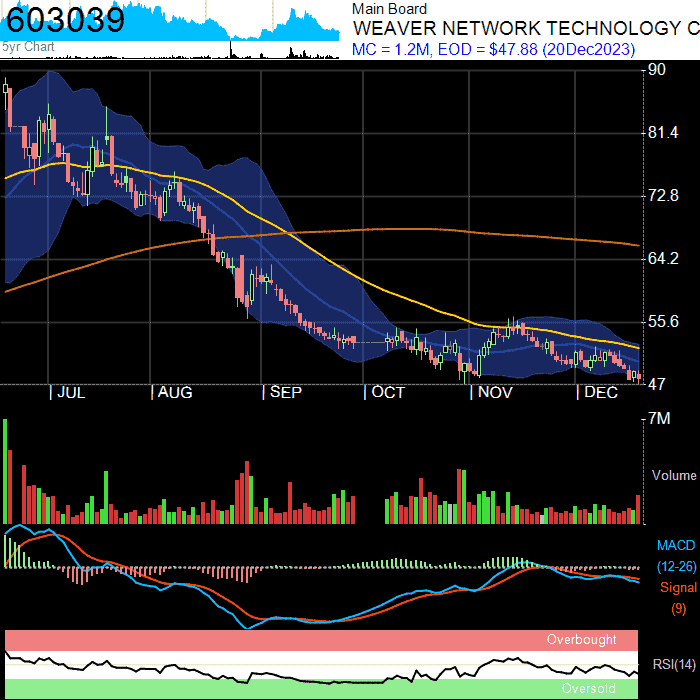 603039
5yr Chart
Main Board
WEAVER NETWORK TECHNOLOGY C
MC = 1.2M, EOD = $47.88 (20Dec2023)
90
81.4
72.8
64.2
55.6
47
| JUL | AUG | SEP | OCT | NOV | DEC
7M
Volume
MACD
(12-26)
Signal
(9)
Overbought
RSI(14)
Oversold